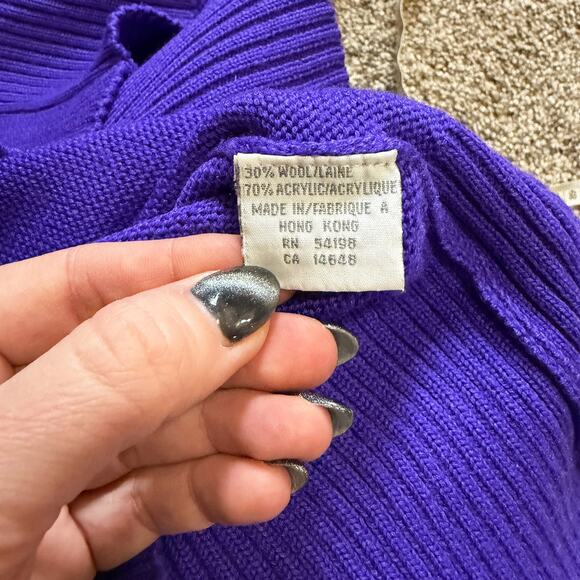 30% WOOL/LAINE
70% ACRYLIC/ACRYLIQUE
MADE IN/FABRIQUE A
HONG KONG
RN 54198
CA 14648